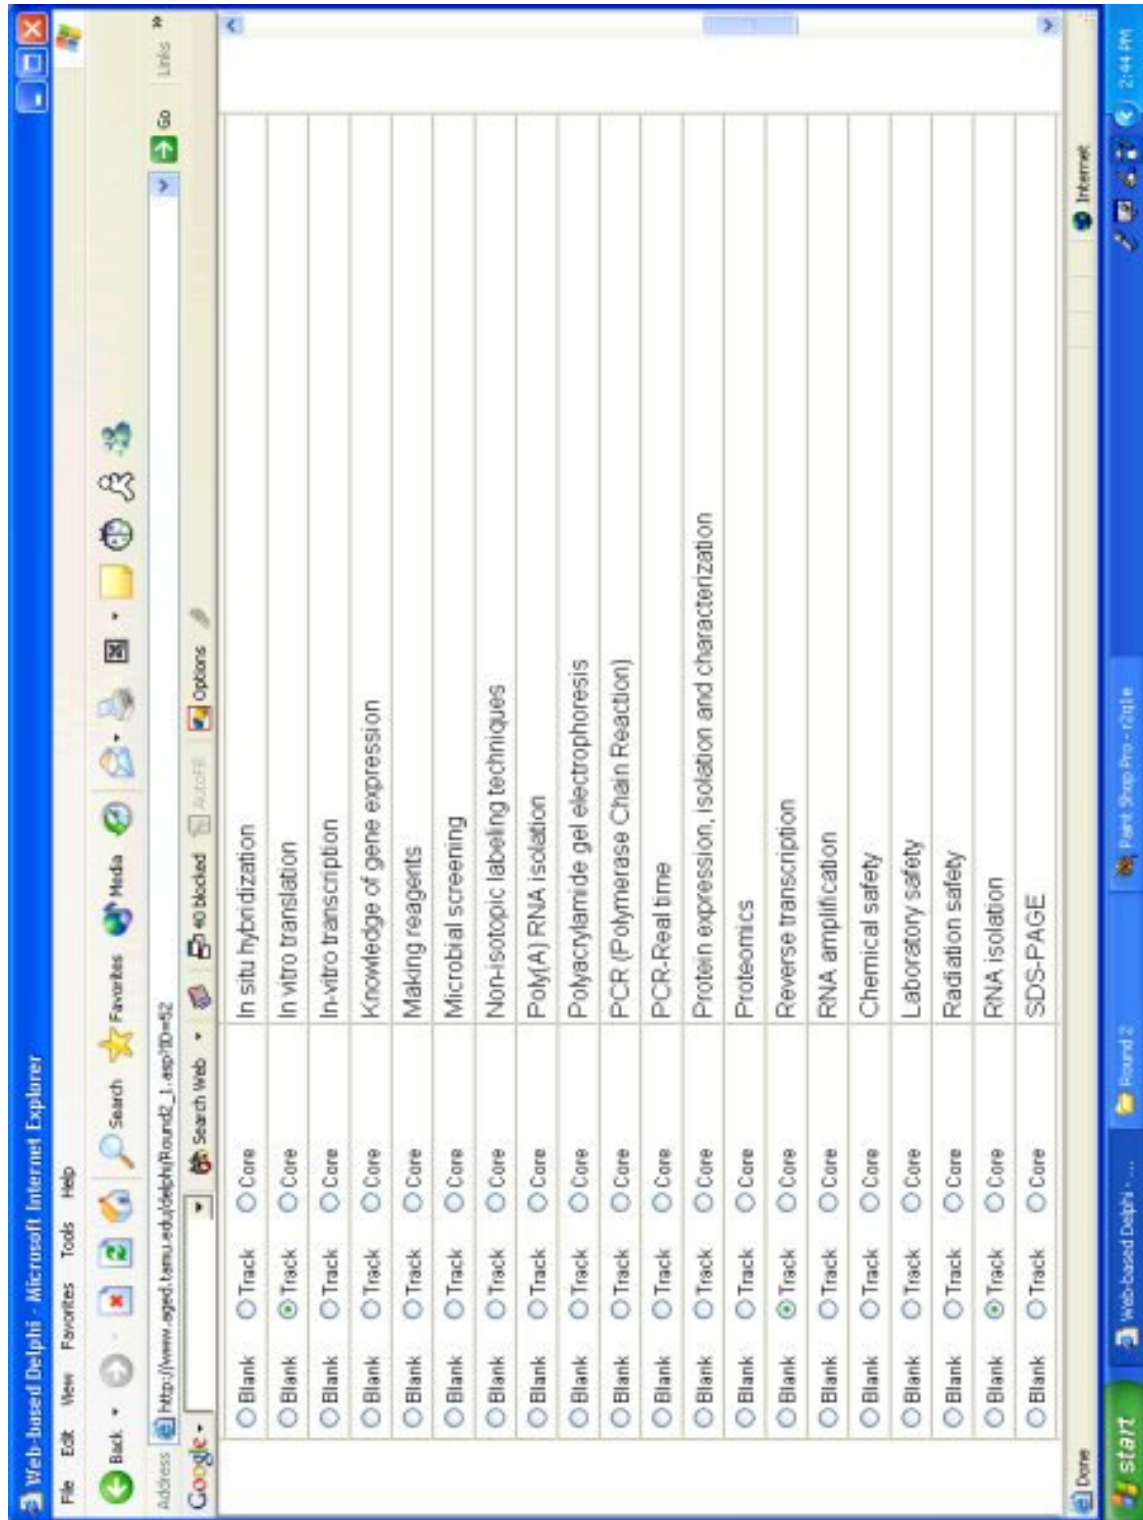 Web-based Delphi - Microsoft Internet Explorer
File Edit View Favorites Tools Help
Back Search Favorites Media
Address http://www.aged.tamu.edu/delphi/Round2_1.asp?ID=52 Go Links »
Google Search Web 40 blocked AutoFill Options
Blank Track Core In situ hybridization
Blank Track Core In vitro translation
Blank Track Core In-vitro transcription
Blank Track Core Knowledge of gene expression
Blank Track Core Making reagents
Blank Track Core Microbial screening
Blank Track Core Non-isotopic labeling techniques
Blank Track Core Poly(A) RNA isolation
Blank Track Core Polyacrylamide gel electrophoresis
Blank Track Core PCR (Polymerase Chain Reaction)
Blank Track Core PCR-Real time
Blank Track Core Protein expression, isolation and characterization
Blank Track Core Proteomics
Blank Track Core Reverse transcription
Blank Track Core RNA amplification
Blank Track Core Chemical safety
Blank Track Core Laboratory safety
Blank Track Core Radiation safety
Blank Track Core RNA isolation
Blank Track Core SDS-PAGE
Done Internet
start Web-based Delphi - ... Round 2 Paint Shop Pro - r2q1e 2:44 PM